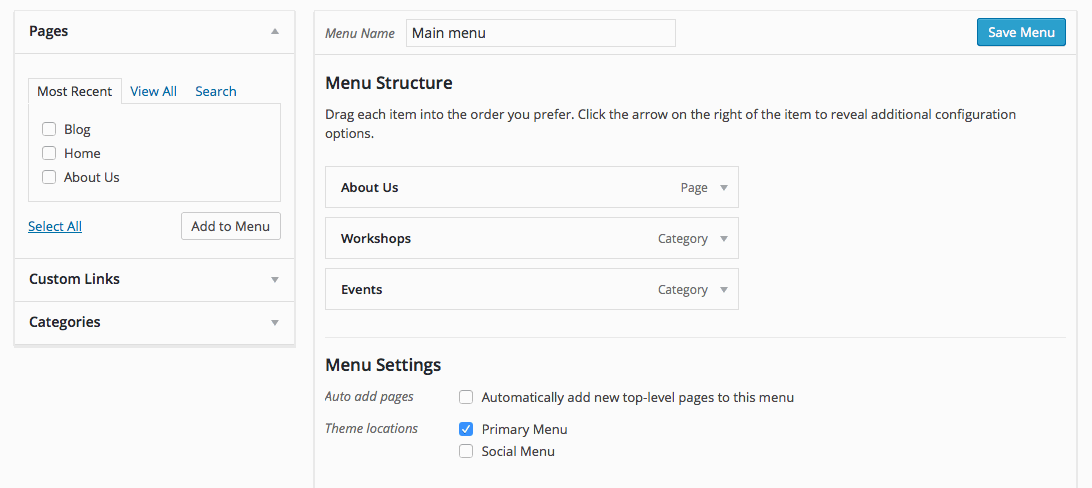 Pages
Most Recent View All Search
Blog
Home
About Us
Select All Add to Menu
Custom Links
Categories
Menu Name Main menu Save Menu
Menu Structure
Drag each item into the order you prefer. Click the arrow on the right of the item to reveal additional configuration
options.
About Us Page
Workshops Category
Events Category
Menu Settings
Auto add pages Automatically add new top-level pages to this menu
Theme locations Primary Menu
Social Menu